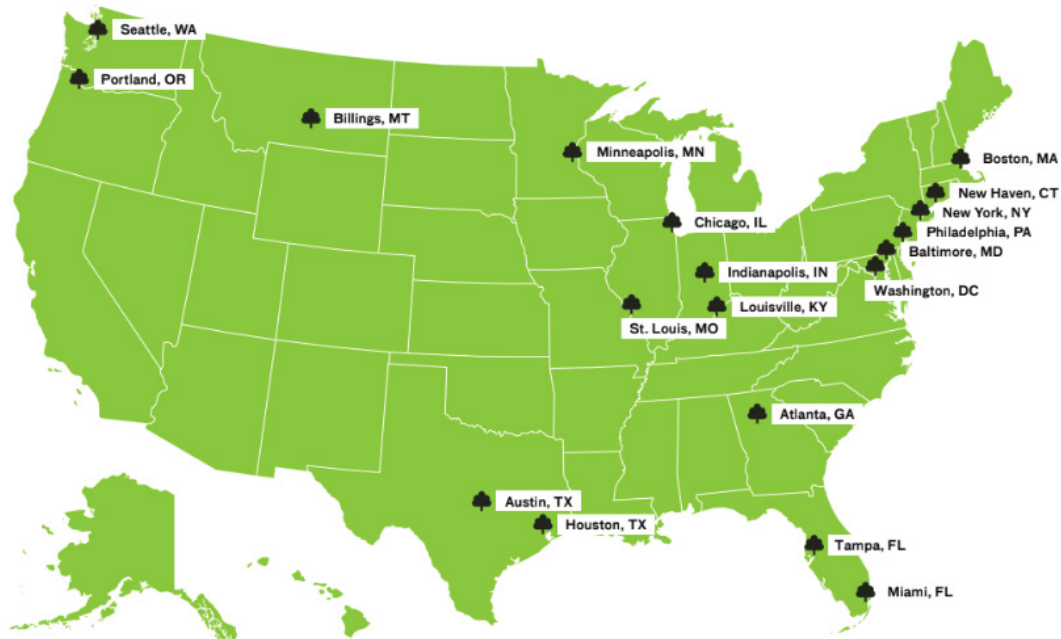 Seattle, WA
Portland, OR
Billings, MT
Minneapolis, MN
Boston, MA
New Haven, CT
New York, NY
Chicago, IL
Philadelphia, PA
Baltimore, MD
Indianapolis, IN
Washington, DC
Louisville, KY
St. Louis, MO
Atlanta, GA
Austin, TX
Houston, TX
Tampa, FL
Miami, FL